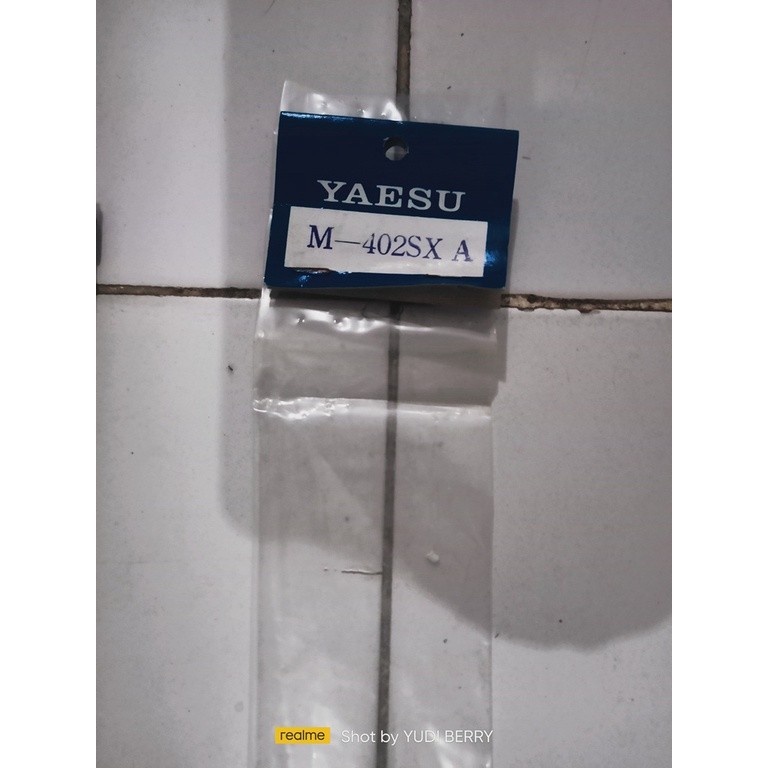 YAESU
M—402SX A
realme Shot by YUDI BERRY